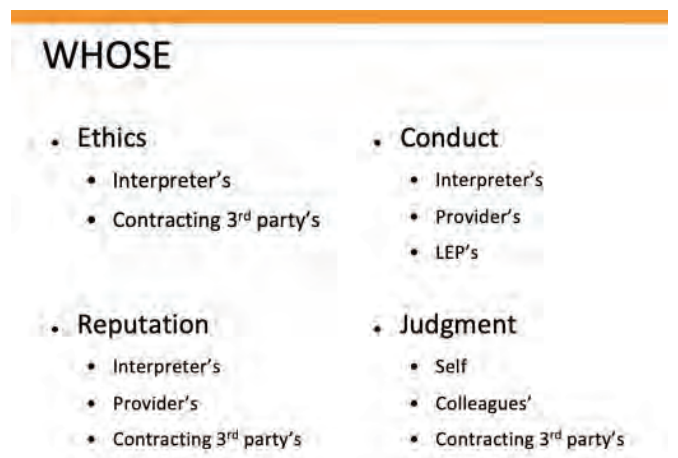 WHOSE
• Ethics
• Interpreter's
• Contracting 3rd party's
• Conduct
• Interpreter's
• Provider's
• LEP's
• Reputation
• Interpreter's
• Provider's
• Contracting 3rd party's
• Judgment
• Self
• Colleagues'
• Contracting 3rd party's